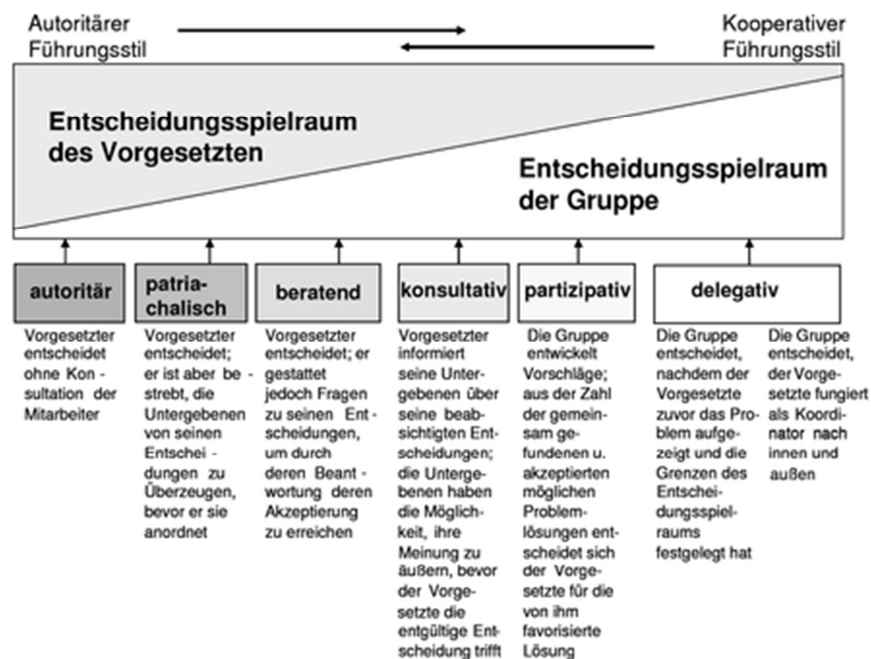 Autoritärer
Führungsstil
Kooperativer
Führungsstil
Entscheidungsspielraum
des Vorgesetzten
Entscheidungsspielraum
der Gruppe
autoritär
Vorgesetzter
entscheidet
ohne Kon -
sultation der
Mitarbeiter
patria-
chalisch
Vorgesetzter
entscheidet;
er ist aber be -
strebt, die
Untergebenen
von seinen
Entschei -
dungen zu
Überzeugen,
bevor er sie
anordnet
beratend
Vorgesetzter
entscheidet; er
gestattet
jedoch Fragen
zu seinen Ent -
scheidungen,
um durch
deren Beant -
wortung deren
Akzeptierung
zu erreichen
konsultativ
Vorgesetzter
informiert
seine Unter-
gebenen über
seine beab-
sichtigten Ent-
scheidungen;
die Unterge-
benen haben
die Möglich-
keit, ihre
Meinung zu
äußern, bevor
der Vorge-
setzte die
entgültige Ent-
scheidung trifft
partizipativ
Die Gruppe
entwickelt
Vorschläge;
aus der Zahl
der gemein-
sam ge-
fundenen u.
akzeptierten
möglichen
Problem-
lösungen ent-
scheidet sich
der Vorge-
setzte für die
von ihm
favorisierte
Lösung
delegativ
Die Gruppe
entscheidet,
nachdem der
Vorgesetzte
zuvor das Pro-
blem aufge-
zeigt und die
Grenzen des
Entschei-
dungsspiel-
raums
festgelegt hat
Die Gruppe
entscheidet,
der Vorge-
setzte fungiert
als Koordi-
nator nach
innen und
außen